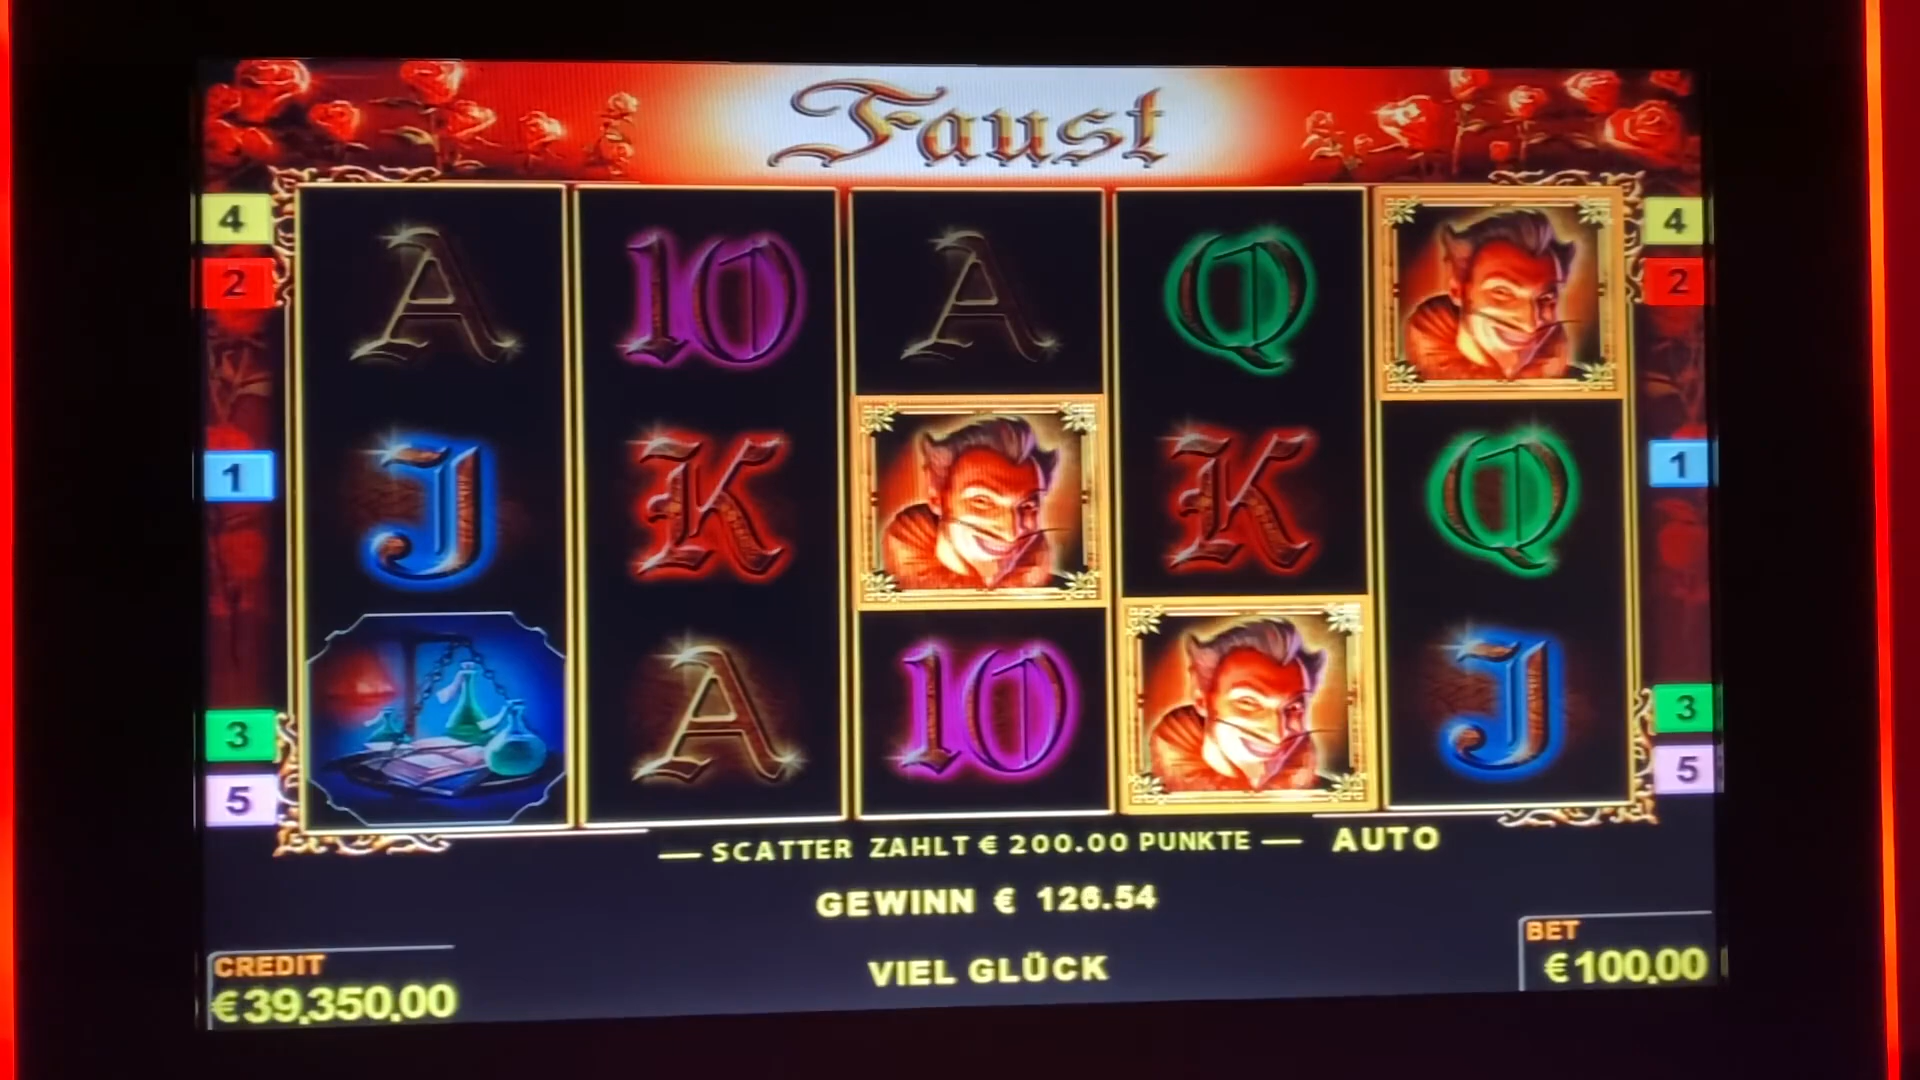 Faust
4 A 10 A Q 4
2 2
1 J K K Q 1
3 A 10 J 3
5 5
— SCATTER ZAHLT € 200.00 PUNKTE — AUTO
GEWINN € 126.54
VIEL GLÜCK
CREDIT
€39,350,00
BET
€100,00